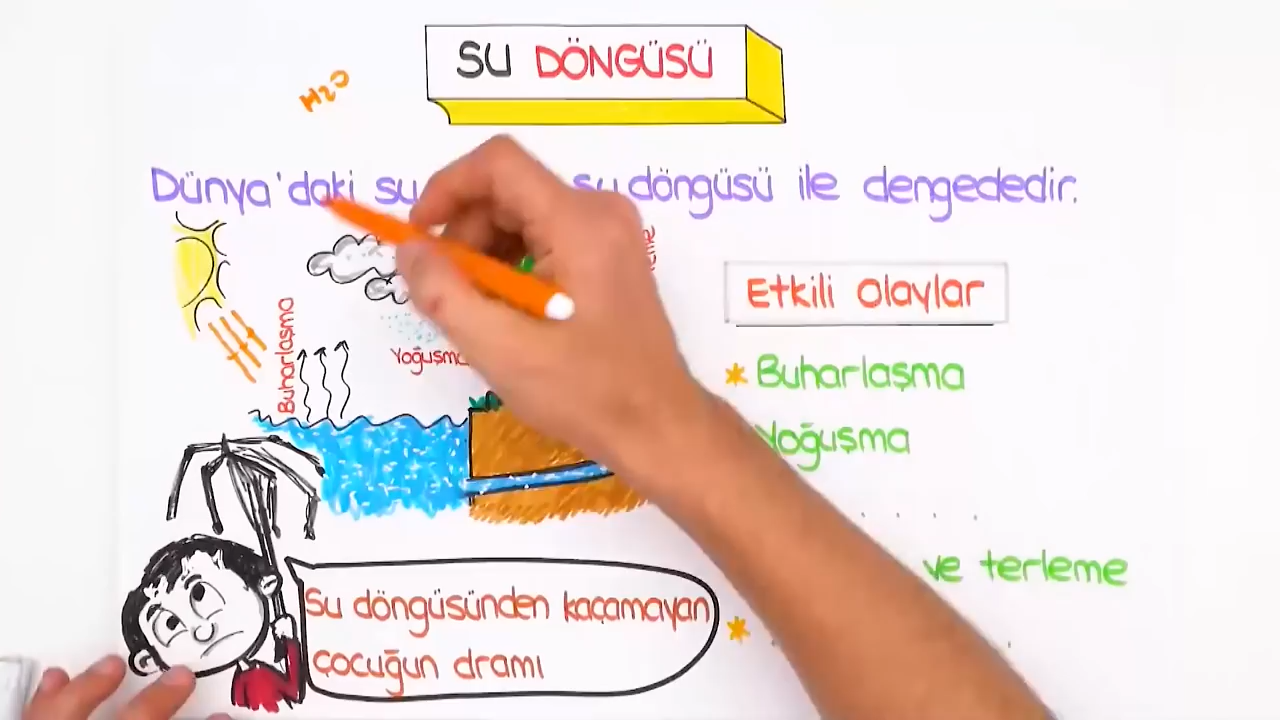 SU DÖNGÜSÜ
H2O
Dünya'daki su su döngüsü ile dengededir.
Etkili Olaylar
Buharlaşma
Yoğuşma
* Buharlaşma
Yoğuşma
ve terleme
*
Su döngüsünden kaçamayan
çocuğun dramı